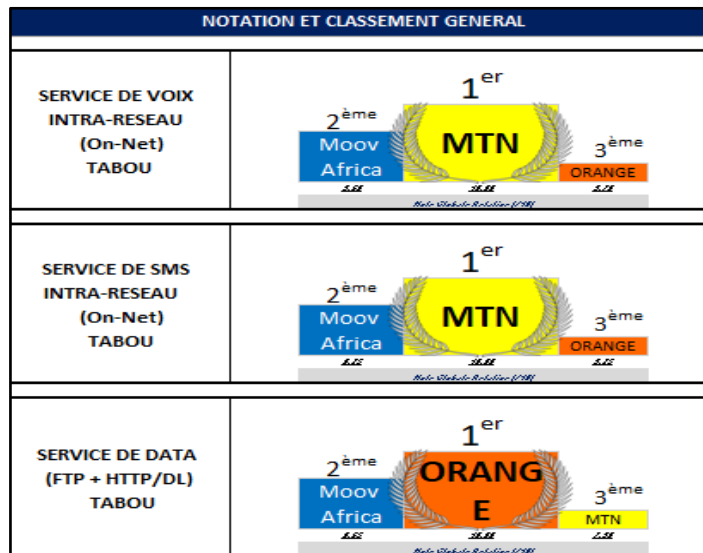 NOTATION ET CLASSEMENT GENERAL
SERVICE DE VOIX
INTRA-RESEAU
(On-Net)
TABOU
1er
2ème
3ème
Moov
Africa
MTN
ORANGE
SERVICE DE SMS
INTRA-RESEAU
(On-Net)
TABOU
1er
2ème
3ème
Moov
Africa
MTN
ORANGE
SERVICE DE DATA
(FTP + HTTP/DL)
TABOU
1er
2ème
3ème
Moov
Africa
ORANG
E
MTN